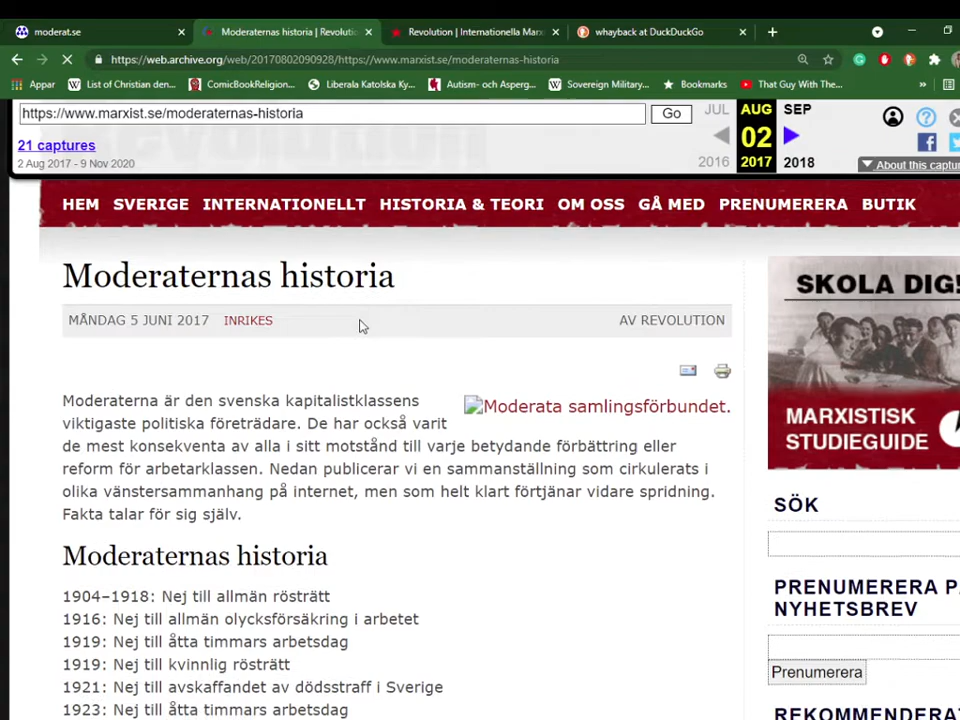 moderat.se
Moderaternas historia | Revolutio
Revolution | Internationella Marx
whayback at DuckDuckGo
https://web.archive.org/web/20170802090928/https://www.marxist.se/moderaternas-historia
Appar
List of Christian den...
ComicBookReligion...
Liberala Katolska Ky...
Autism- och Asperg...
Sovereign Military...
Bookmarks
That Guy With The...
https://www.marxist.se/moderaternas-historia
Go
JUL AUG SEP
21 captures
02
2 Aug 2017 - 9 Nov 2020
2016 2017 2018
About this captu
HEM SVERIGE INTERNATIONELLT HISTORIA & TEORI OM OSS GÅ MED PRENUMERERA BUTIK
Moderaternas historia
MÅNDAG 5 JUNI 2017 INRIKES AV REVOLUTION
Moderata samlingsförbundet.
Moderaterna är den svenska kapitalistklassens
viktigaste politiska företrädare. De har också varit
de mest konsekventa av alla i sitt motstånd till varje betydande förbättring eller
reform för arbetarklassen. Nedan publicerar vi en sammanställning som cirkulerats i
olika vänstersammanhang på internet, men som helt klart förtjänar vidare spridning.
Fakta talar för sig själv.
Moderaternas historia
1904–1918: Nej till allmän rösträtt
1916: Nej till allmän olycksförsäkring i arbetet
1919: Nej till åtta timmars arbetsdag
1919: Nej till kvinnlig rösträtt
1921: Nej till avskaffandet av dödsstraff i Sverige
1923: Nej till åtta timmars arbetsdag
SKOLA DIG!
MARXISTISK
STUDIEGUIDE
SÖK
PRENUMERERA P
NYHETSBREV
Prenumerera
REKOMMENDERAT